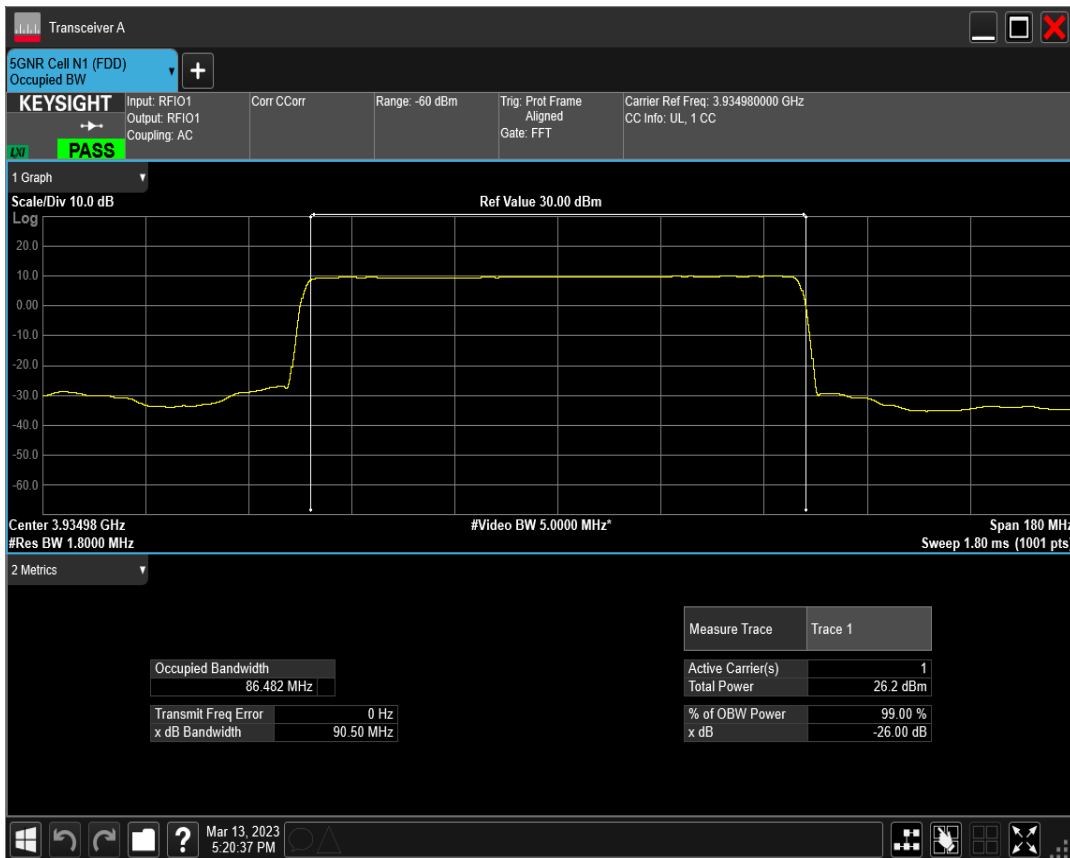 Transceiver A
5GNR Cell N1 (FDD)
Occupied BW
+
KEYSIGHT
LXI
PASS
Input: RFIO1
Output: RFIO1
Coupling: AC
Corr CCorr
Range: -60 dBm
Trig: Prot Frame
Aligned
Gate: FFT
Carrier Ref Freq: 3.934980000 GHz
CC Info: UL, 1 CC
1 Graph
Scale/Div 10.0 dB
Ref Value 30.00 dBm
Log
20.0
10.0
0.00
-10.0
-20.0
-30.0
-40.0
-50.0
-60.0
Center 3.93498 GHz
#Video BW 5.0000 MHz*
Span 180 MHz
#Res BW 1.8000 MHz
Sweep 1.80 ms (1001 pts)
2 Metrics
Measure Trace Trace 1
Occupied Bandwidth
86.482 MHz
Active Carrier(s) 1
Total Power 26.2 dBm
Transmit Freq Error 0 Hz
x dB Bandwidth 90.50 MHz
% of OBW Power 99.00 %
x dB -26.00 dB
?
Mar 13, 2023
5:20:37 PM